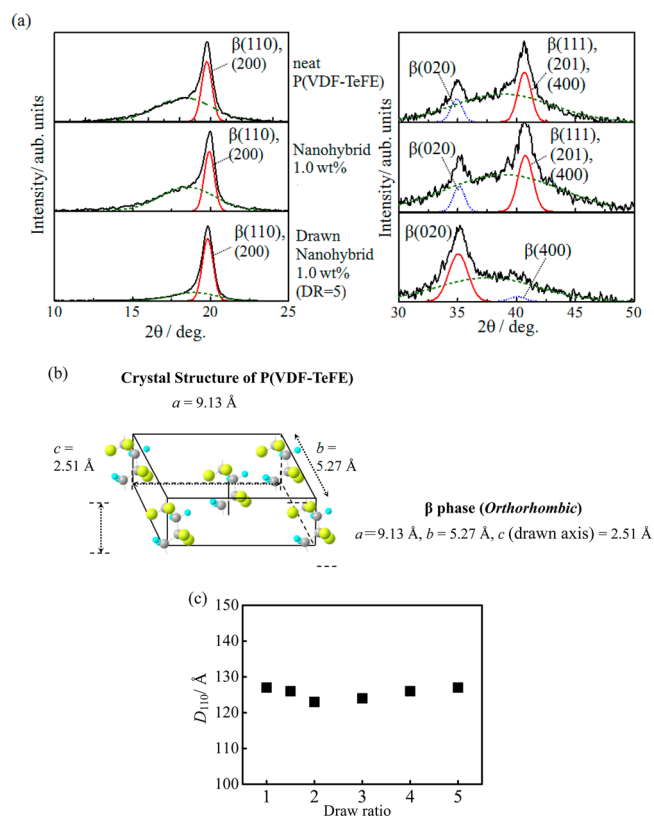 (a)
Intensity/ aub. units
β(110),
(200)
neat
P(VDF-TeFE)
β(110),
(200)
Nanohybrid
1.0 wt%
β(110),
(200)
Drawn
Nanohybrid
1.0 wt%
(DR=5)
10 15 20 25
2θ / deg.
Intensity/ aub. units
β(020)
β(111),
(201),
(400)
β(020)
β(111),
(201),
(400)
β(020)
β(400)
30 35 40 45 50
2θ / deg.
(b)
Crystal Structure of P(VDF-TeFE)
a = 9.13 Å
c =
2.51 Å
b =
5.27 Å
β phase (Orthorhombic)
a=9.13 Å, b = 5.27 Å, c (drawn axis) = 2.51 Å
(c)
D110/ Å
150
140
130
120
110
100
1 2 3 4 5
Draw ratio